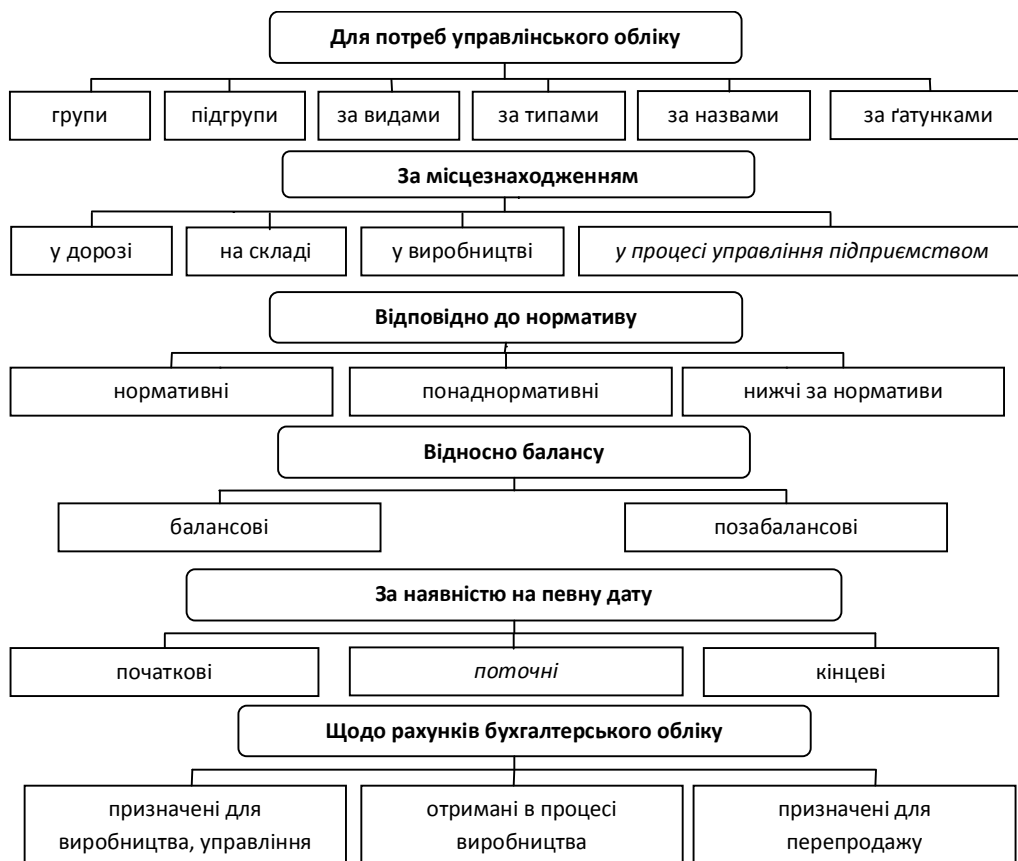 Для потреб управлінського обліку
групи
підгрупи
за видами
за типами
за назвами
за ґатунками
За місцезнаходженням
у дорозі
на складі
у виробництві
у процесі управління підприємством
Відповідно до нормативу
нормативні
понаднормативні
нижчі за нормативи
Відносно балансу
балансові
позабалансові
За наявністю на певну дату
початкові
поточні
кінцеві
Щодо рахунків бухгалтерського обліку
призначені для
виробництва, управління
отримані в процесі
виробництва
призначені для
перепродажу